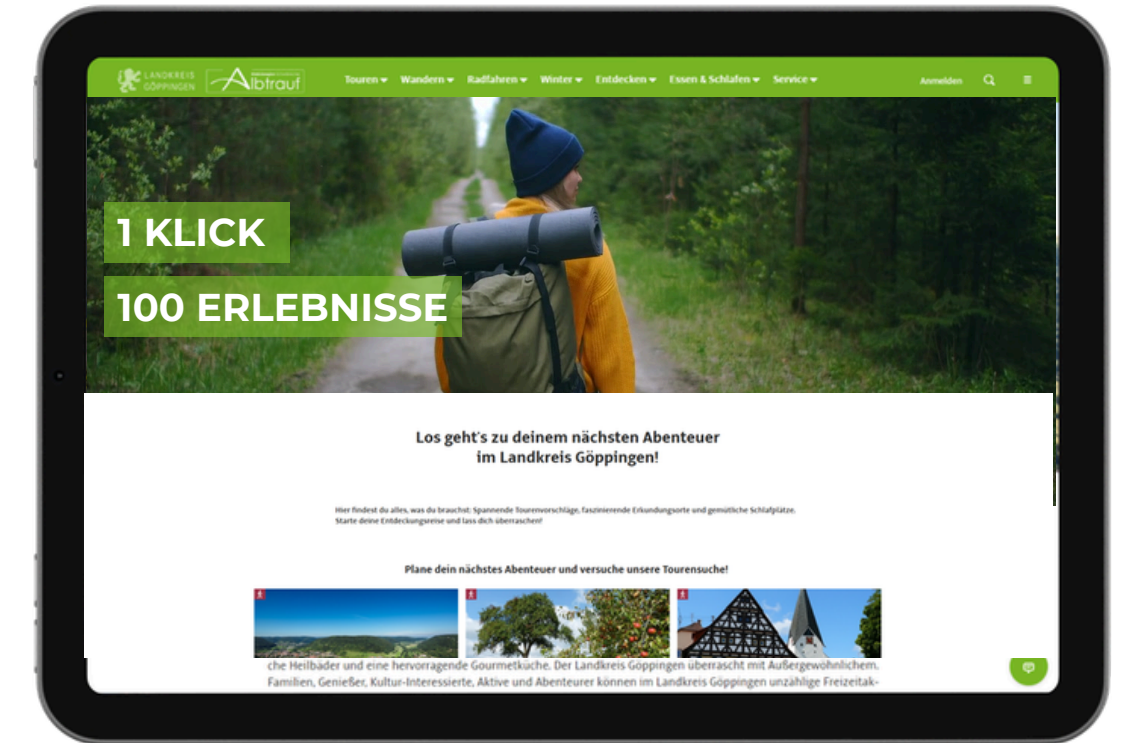 LANDKREIS
GÖPPINGEN
Albtrauf
Touren Wandern Radfahren Winter Entdecken Essen & Schlafen Service Anmelden
1 KLICK
100 ERLEBNISSE
Los geht's zu deinem nächsten Abenteuer
im Landkreis Göppingen!
Hier findest du alles, was du brauchst: Spannende Tourenvorschläge, faszinierende Erkundungsorte und gemütliche Schlafplätze.
Starte deine Entdeckungsreise und lass dich überraschen!
Plane dein nächstes Abenteuer und versuche unsere Tourensuche!
che Heilbäder und eine hervorragende Gourmetküche. Der Landkreis Göppingen überrascht mit Außergewöhnlichem.
Familien, Genießer, Kultur-Interessierte, Aktive und Abenteurer können im Landkreis Göppingen unzählige Freizeitak-